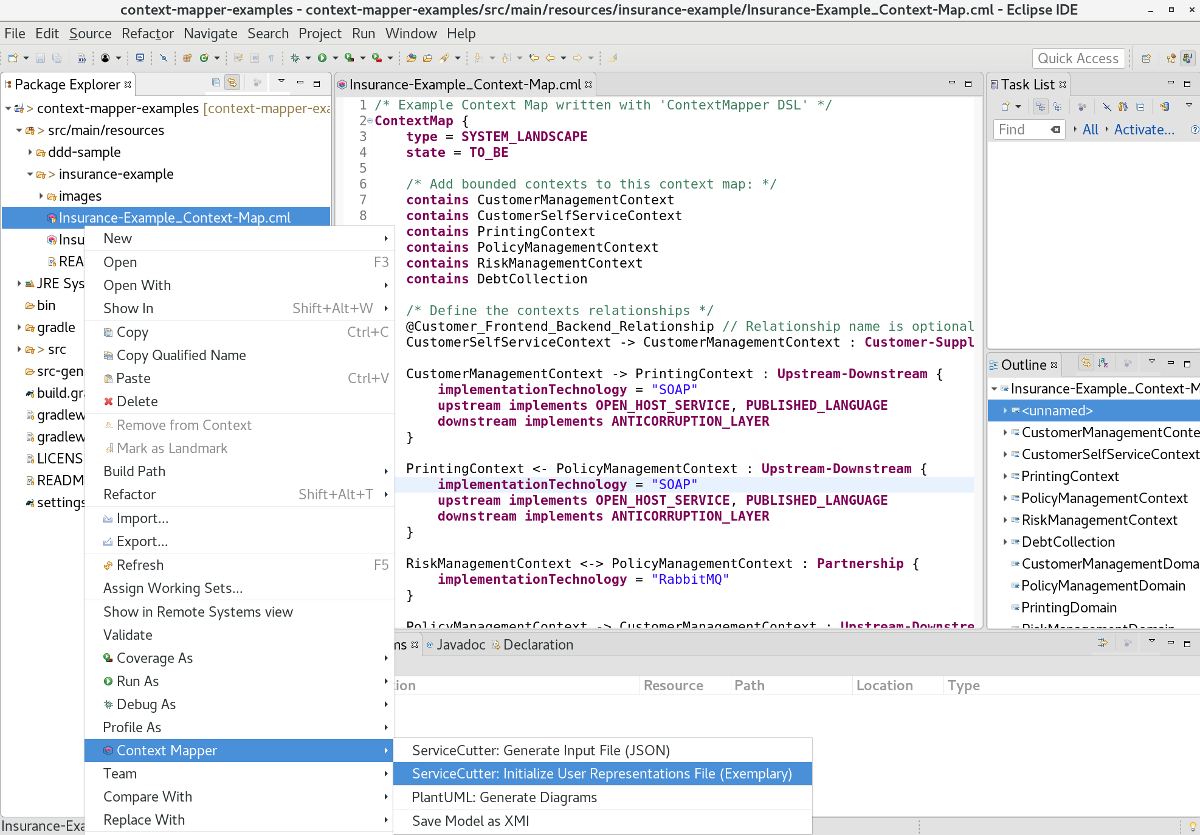 context-mapper-examples - context-mapper-examples/src/main/resources/insurance-example/Insurance-Example_Context-Map.cml - Eclipse IDE
File Edit Source Refactor Navigate Search Project Run Window Help
Quick Access
Package Explorer
context-mapper-examples [context-mapper-exa
src/main/resources
ddd-sample
insurance-example
images
Insurance-Example_Context-Map.cml
Insu
REA
JRE Sys
bin
gradle
src
src-gen
build.gra
gradlew
gradlew
LICENS
READM
settings
New
Open F3
Open With
Show In Shift+Alt+W
Copy Ctrl+C
Copy Qualified Name
Paste Ctrl+V
Delete
Remove from Context
Mark as Landmark
Build Path
Refactor Shift+Alt+T
Import...
Export...
Refresh F5
Assign Working Sets...
Show in Remote Systems view
Validate
Coverage As
Run As
Debug As
Profile As
Context Mapper
Team
Compare With
Replace With
ServiceCutter: Generate Input File (JSON)
ServiceCutter: Initialize User Representations File (Exemplary)
PlantUML: Generate Diagrams
Save Model as XMI
Insurance-Example_Context-Map.cml
1 /* Example Context Map written with 'ContextMapper DSL' */
2 ContextMap {
3 type = SYSTEM_LANDSCAPE
4 state = TO_BE
5
6 /* Add bounded contexts to this context map: */
7 contains CustomerManagementContext
8 contains CustomerSelfServiceContext
contains PrintingContext
contains PolicyManagementContext
contains RiskManagementContext
contains DebtCollection
/* Define the contexts relationships */
@Customer_Frontend_Backend_Relationship // Relationship name is optional
CustomerSelfServiceContext -> CustomerManagementContext : Customer-Suppl
CustomerManagementContext -> PrintingContext : Upstream-Downstream {
implementationTechnology = "SOAP"
upstream implements OPEN_HOST_SERVICE, PUBLISHED_LANGUAGE
downstream implements ANTICORRUPTION_LAYER
}
PrintingContext <- PolicyManagementContext : Upstream-Downstream {
implementationTechnology = "SOAP"
upstream implements OPEN_HOST_SERVICE, PUBLISHED_LANGUAGE
downstream implements ANTICORRUPTION_LAYER
}
RiskManagementContext <-> PolicyManagementContext : Partnership {
implementationTechnology = "RabbitMQ"
}
PolicyManagementContext -> CustomerManagementContext : Upstream-Downstre
Task List
Find All Activate...
Outline
Insurance-Example_Context-M
<unnamed>
CustomerManagementConte
CustomerSelfServiceContext
PrintingContext
PolicyManagementContext
RiskManagementContext
DebtCollection
CustomerManagementDoma
PolicyManagementDomain
PrintingDomain
RiskManagementDomain
ms Javadoc Declaration
ion Resource Path Location Type
Insurance-Exa